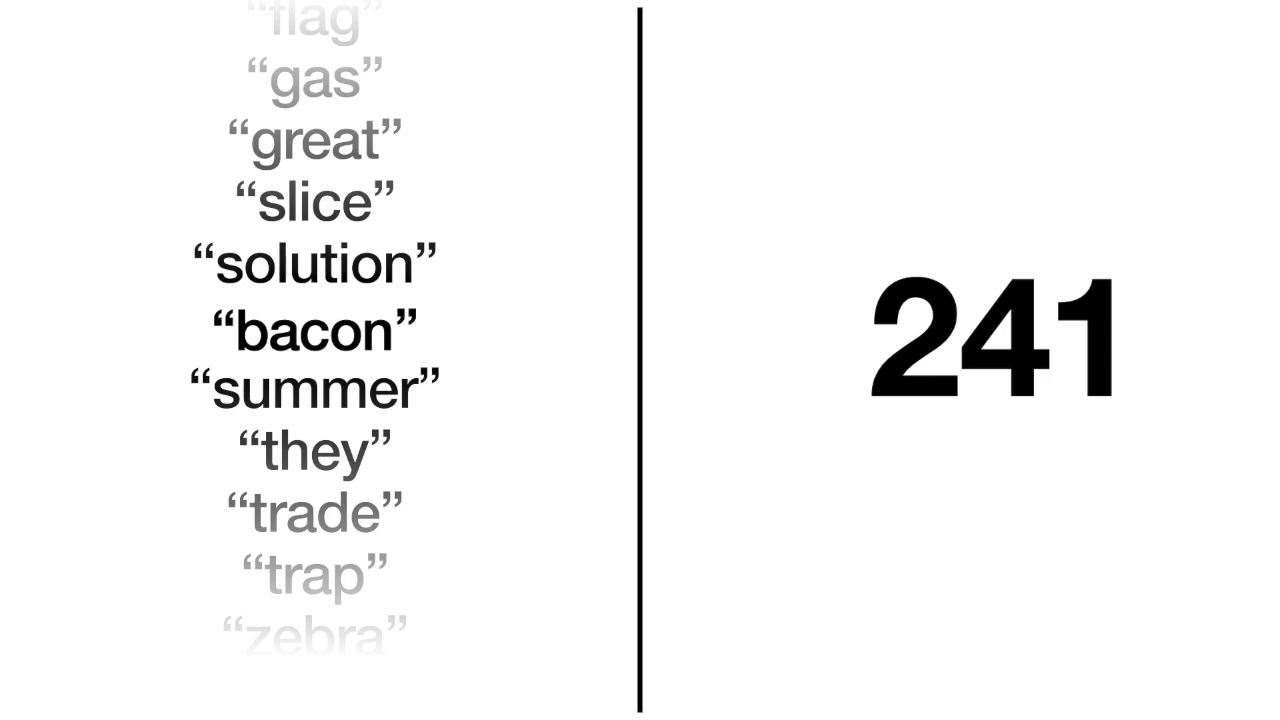 “flag”
“gas”
“great”
“slice”
“solution”
“bacon”
“summer”
“they”
“trade”
“trap”
“zebra”
241